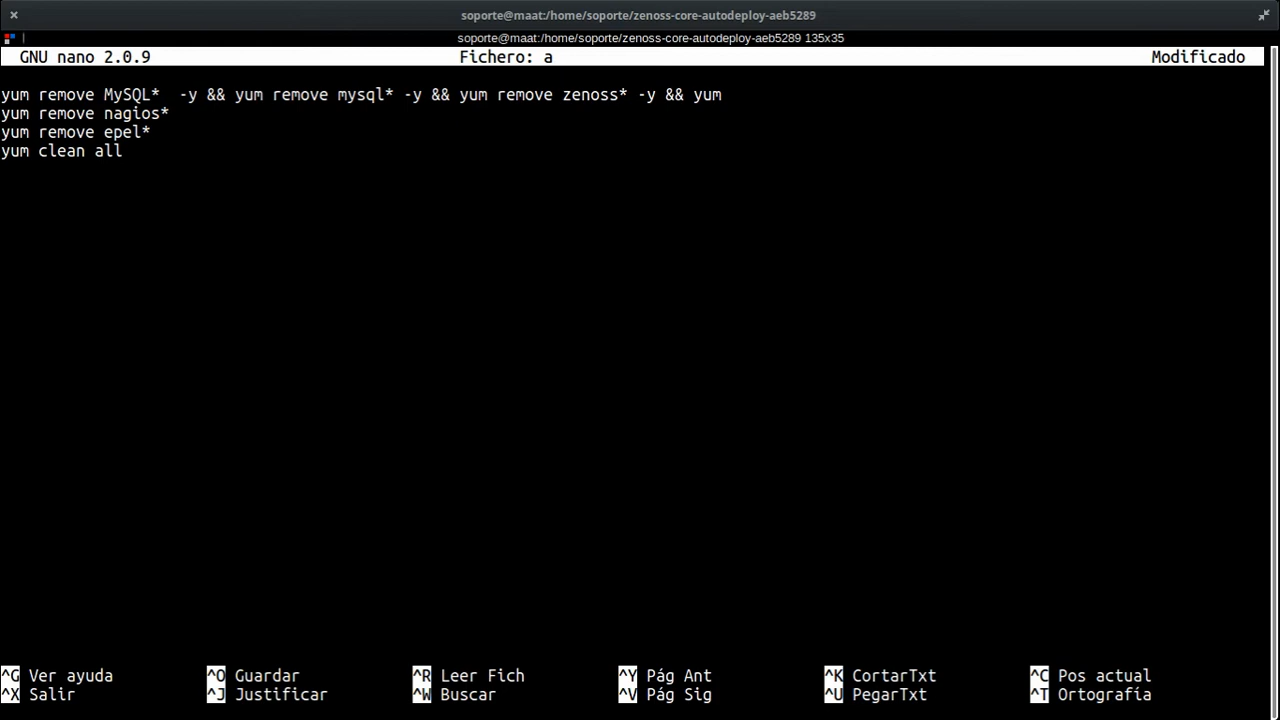 soporte@maat:/home/soporte/zenoss-core-autodeploy-aeb5289
soporte@maat:/home/soporte/zenoss-core-autodeploy-aeb5289 135x35
GNU nano 2.0.9 Fichero: a Modificado
yum remove MySQL*  -y && yum remove mysql* -y && yum remove zenoss* -y && yum
yum remove nagios*
yum remove epel*
yum clean all
^G Ver ayuda ^O Guardar ^R Leer Fich ^Y Pág Ant ^K CortarTxt ^C Pos actual
^X Salir ^J Justificar ^W Buscar ^V Pág Sig ^U PegarTxt ^T Ortografía